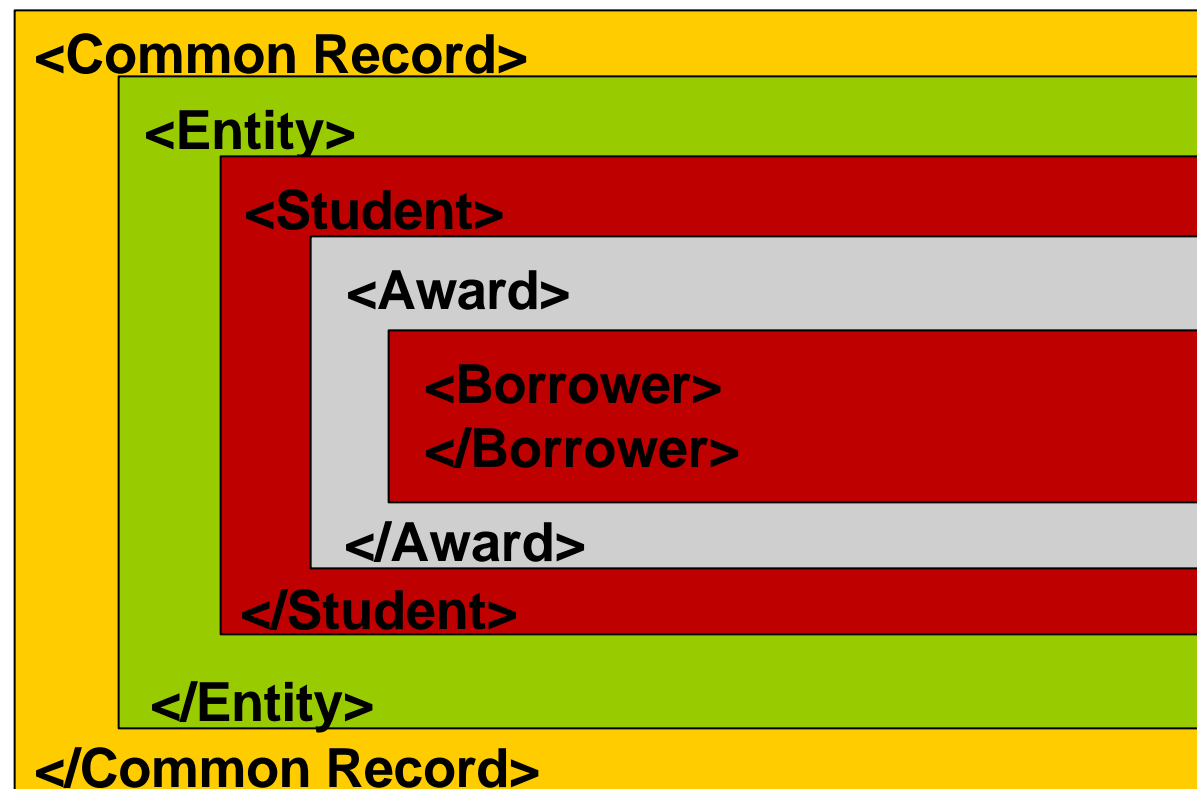 <Common Record>
<Entity>
<Student>
<Award>
<Borrower>
</Borrower>
</Award>
</Student>
</Entity>
</Common Record>